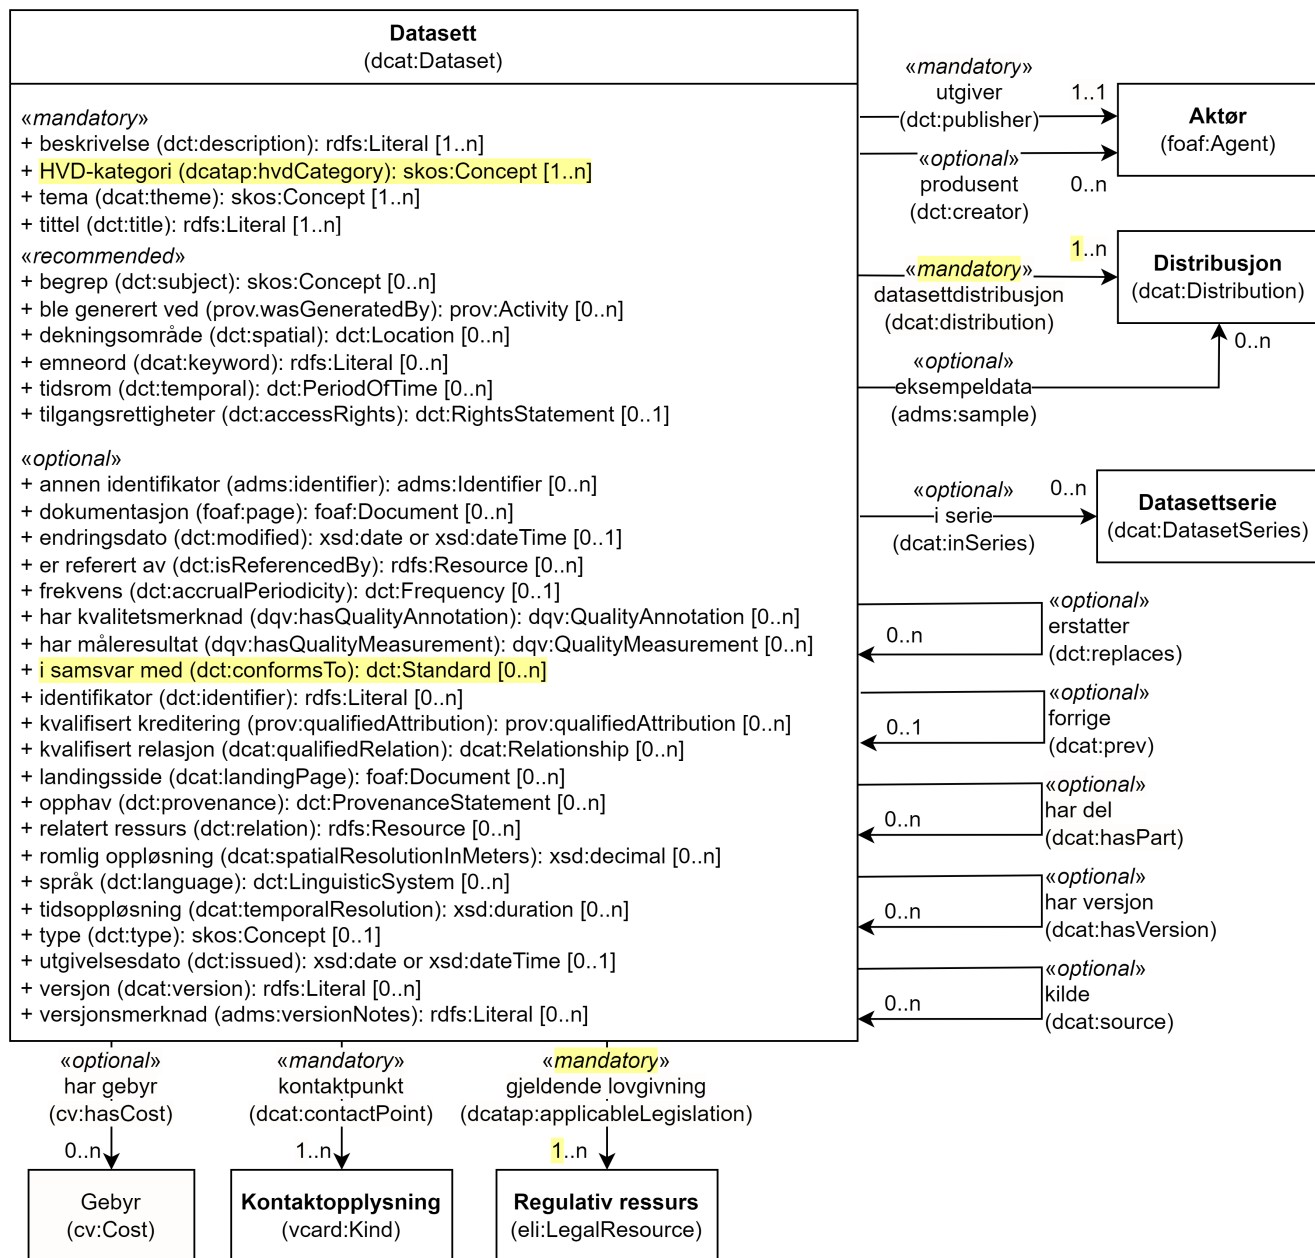 Datasett
(dcat:Dataset)
«mandatory»
+ beskrivelse (dct:description): rdfs:Literal [1..n]
+ HVD-kategori (dcatap:hvdCategory): skos:Concept [1..n]
+ tema (dcat:theme): skos:Concept [1..n]
+ tittel (dct:title): rdfs:Literal [1..n]
«recommended»
+ begrep (dct:subject): skos:Concept [0..n]
+ ble generert ved (prov.wasGeneratedBy): prov:Activity [0..n]
+ dekningsområde (dct:spatial): dct:Location [0..n]
+ emneord (dcat:keyword): rdfs:Literal [0..n]
+ tidsrom (dct:temporal): dct:PeriodOfTime [0..n]
+ tilgangsrettigheter (dct:accessRights): dct:RightsStatement [0..1]
«optional»
+ annen identifikator (adms:identifier): adms:Identifier [0..n]
+ dokumentasjon (foaf:page): foaf:Document [0..n]
+ endringsdato (dct:modified): xsd:date or xsd:dateTime [0..1]
+ er referert av (dct:isReferencedBy): rdfs:Resource [0..n]
+ frekvens (dct:accrualPeriodicity): dct:Frequency [0..1]
+ har kvalitetsmerknad (dqv:hasQualityAnnotation): dqv:QualityAnnotation [0..n]
+ har måleresultat (dqv:hasQualityMeasurement): dqv:QualityMeasurement [0..n]
+ i samsvar med (dct:conformsTo): dct:Standard [0..n]
+ identifikator (dct:identifier): rdfs:Literal [0..n]
+ kvalifisert kreditering (prov:qualifiedAttribution): prov:qualifiedAttribution [0..n]
+ kvalifisert relasjon (dcat:qualifiedRelation): dcat:Relationship [0..n]
+ landingsside (dcat:landingPage): foaf:Document [0..n]
+ opphav (dct:provenance): dct:ProvenanceStatement [0..n]
+ relatert ressurs (dct:relation): rdfs:Resource [0..n]
+ romlig oppløsning (dcat:spatialResolutionInMeters): xsd:decimal [0..n]
+ språk (dct:language): dct:LinguisticSystem [0..n]
+ tidsoppløsning (dcat:temporalResolution): xsd:duration [0..n]
+ type (dct:type): skos:Concept [0..1]
+ utgivelsesdato (dct:issued): xsd:date or xsd:dateTime [0..1]
+ versjon (dcat:version): rdfs:Literal [0..n]
+ versjonsmerknad (adms:versionNotes): rdfs:Literal [0..n]
«mandatory»
utgiver
(dct:publisher)
1..1
«optional»
produsent
(dct:creator)
0..n
Aktør
(foaf:Agent)
«mandatory»
datasettdistribusjon
(dcat:distribution)
1..n
Distribusjon
(dcat:Distribution)
«optional»
eksempeldata
(adms:sample)
0..n
«optional»
i serie
(dcat:inSeries)
0..n
Datasettserie
(dcat:DatasetSeries)
«optional»
erstatter
(dct:replaces)
0..n
«optional»
forrige
(dcat:prev)
0..1
«optional»
har del
(dcat:hasPart)
0..n
«optional»
har versjon
(dcat:hasVersion)
0..n
«optional»
kilde
(dcat:source)
0..n
«optional»
har gebyr
(cv:hasCost)
0..n
Gebyr
(cv:Cost)
«mandatory»
kontaktpunkt
(dcat:contactPoint)
1..n
Kontaktopplysning
(vcard:Kind)
«mandatory»
gjeldende lovgivning
(dcatap:applicableLegislation)
1..n
Regulativ ressurs
(eli:LegalResource)